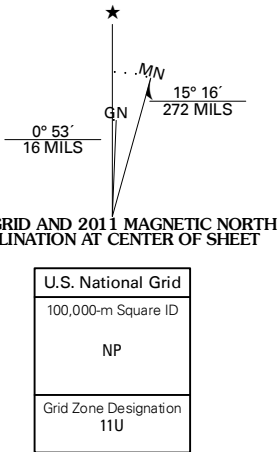 MN
GN
15° 16´
272 MILS
0° 53´
16 MILS
GRID AND 2011 MAGNETIC NORTH
LINATION AT CENTER OF SHEET
U.S. National Grid
100,000-m Square ID
NP
Grid Zone Designation
11U